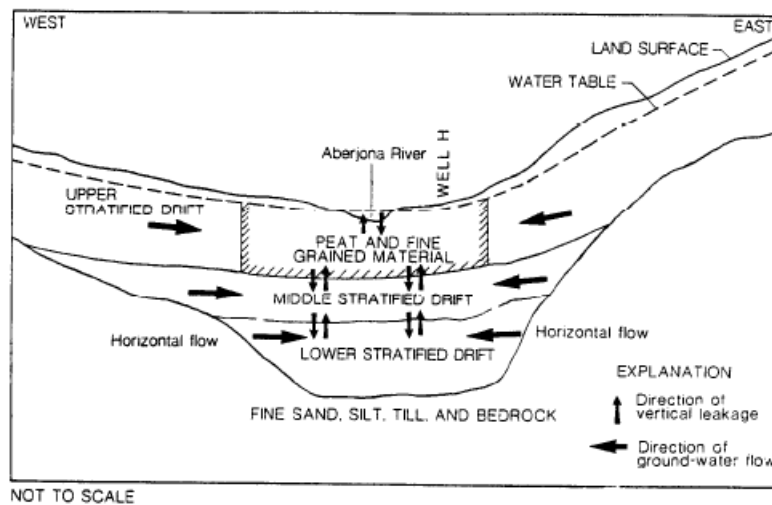 WEST
EAST
LAND SURFACE
WATER TABLE
WELL H
Aberjona River
UPPER
STRATIFIED DRIFT
PEAT AND FINE
GRAINED MATERIAL
MIDDLE STRATIFIED DRIFT
Horizontal flow
Horizontal flow
LOWER STRATIFIED DRIFT
EXPLANATION
Direction of
vertical leakage
FINE SAND, SILT, TILL, AND BEDROCK
Direction of
ground-water flow
NOT TO SCALE